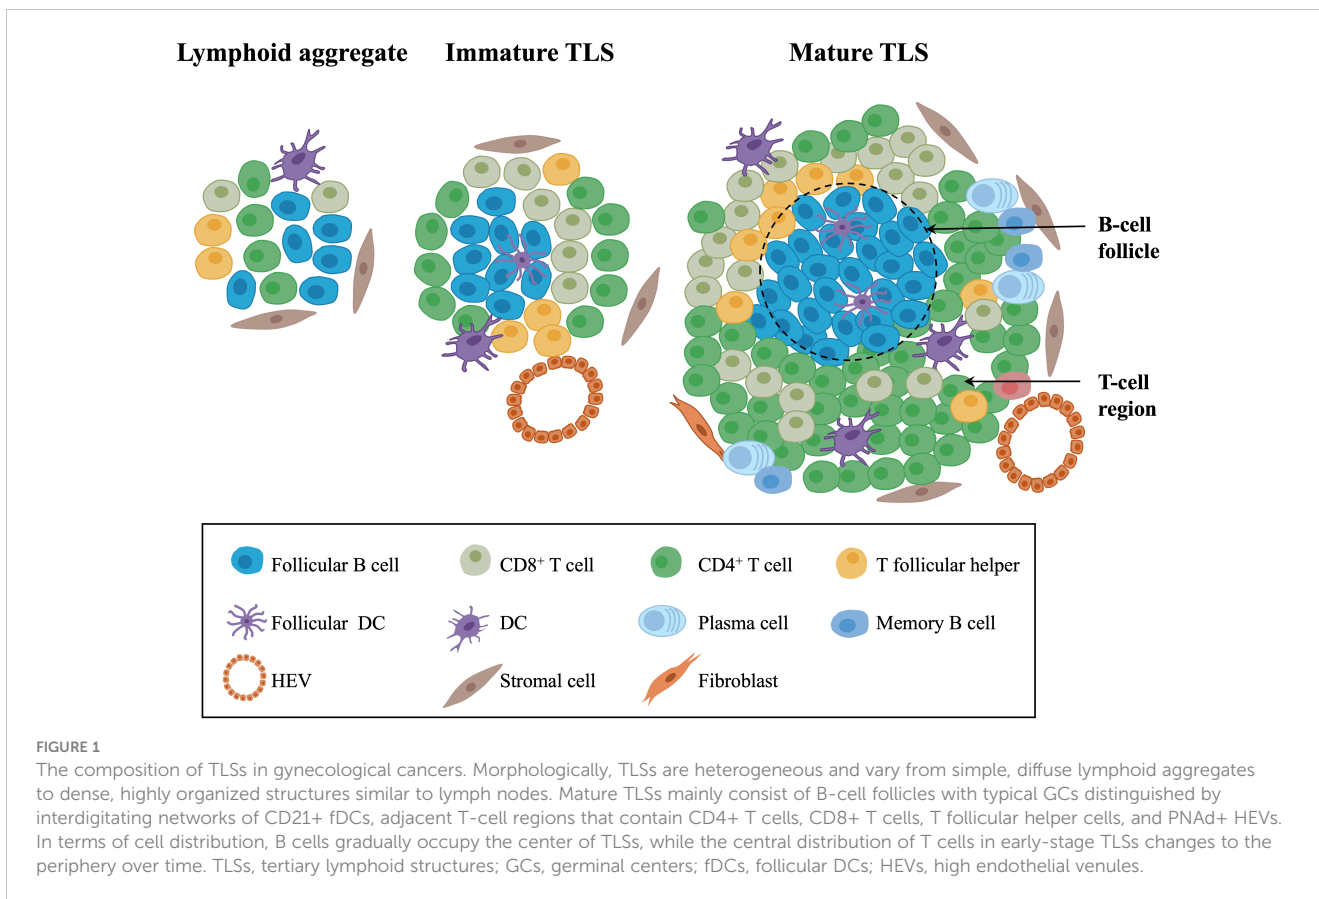 Lymphoid aggregate Immature TLS Mature TLS
B-cell
follicle
T-cell
region
Follicular B cell CD8+ T cell CD4+ T cell T follicular helper
Follicular DC DC Plasma cell Memory B cell
HEV Stromal cell Fibroblast
FIGURE 1
The composition of TLSs in gynecological cancers. Morphologically, TLSs are heterogeneous and vary from simple, diffuse lymphoid aggregates
to dense, highly organized structures similar to lymph nodes. Mature TLSs mainly consist of B-cell follicles with typical GCs distinguished by
interdigitating networks of CD21+ fDCs, adjacent T-cell regions that contain CD4+ T cells, CD8+ T cells, T follicular helper cells, and PNAd+ HEVs.
In terms of cell distribution, B cells gradually occupy the center of TLSs, while the central distribution of T cells in early-stage TLSs changes to the
periphery over time. TLSs, tertiary lymphoid structures; GCs, germinal centers; fDCs, follicular DCs; HEVs, high endothelial venules.